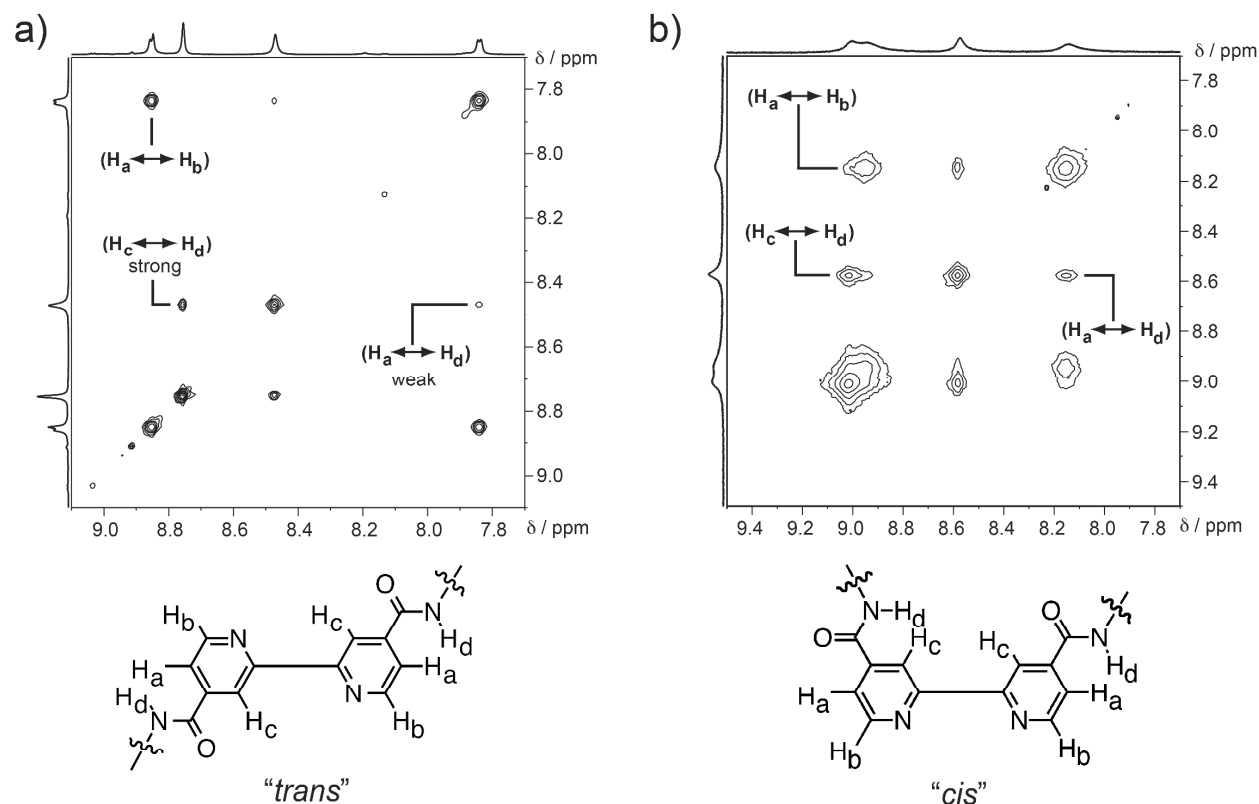 a)
δ / ppm
7.8
8.0
8.2
8.4
8.6
8.8
9.0
(Ha↔Hb)
(Hc↔Hd)
strong
(Ha↔Hd)
weak
9.0 8.8 8.6 8.4 8.2 8.0 7.8
δ / ppm
b)
δ / ppm
7.8
8.0
8.2
8.4
8.6
8.8
9.0
9.2
9.4
(Ha↔Hb)
(Hc↔Hd)
(Ha↔Hd)
9.4 9.2 9.0 8.8 8.6 8.4 8.2 8.0 7.8
δ / ppm
O
N
Hd
Hc
Hb
N
Ha
Hd
N
O
Hc
N
Ha
Hb
"trans"
N-Hd
O
Hc
Ha
N
Hb
O
N
Hd
Hc
N
Ha
Hb
"cis"